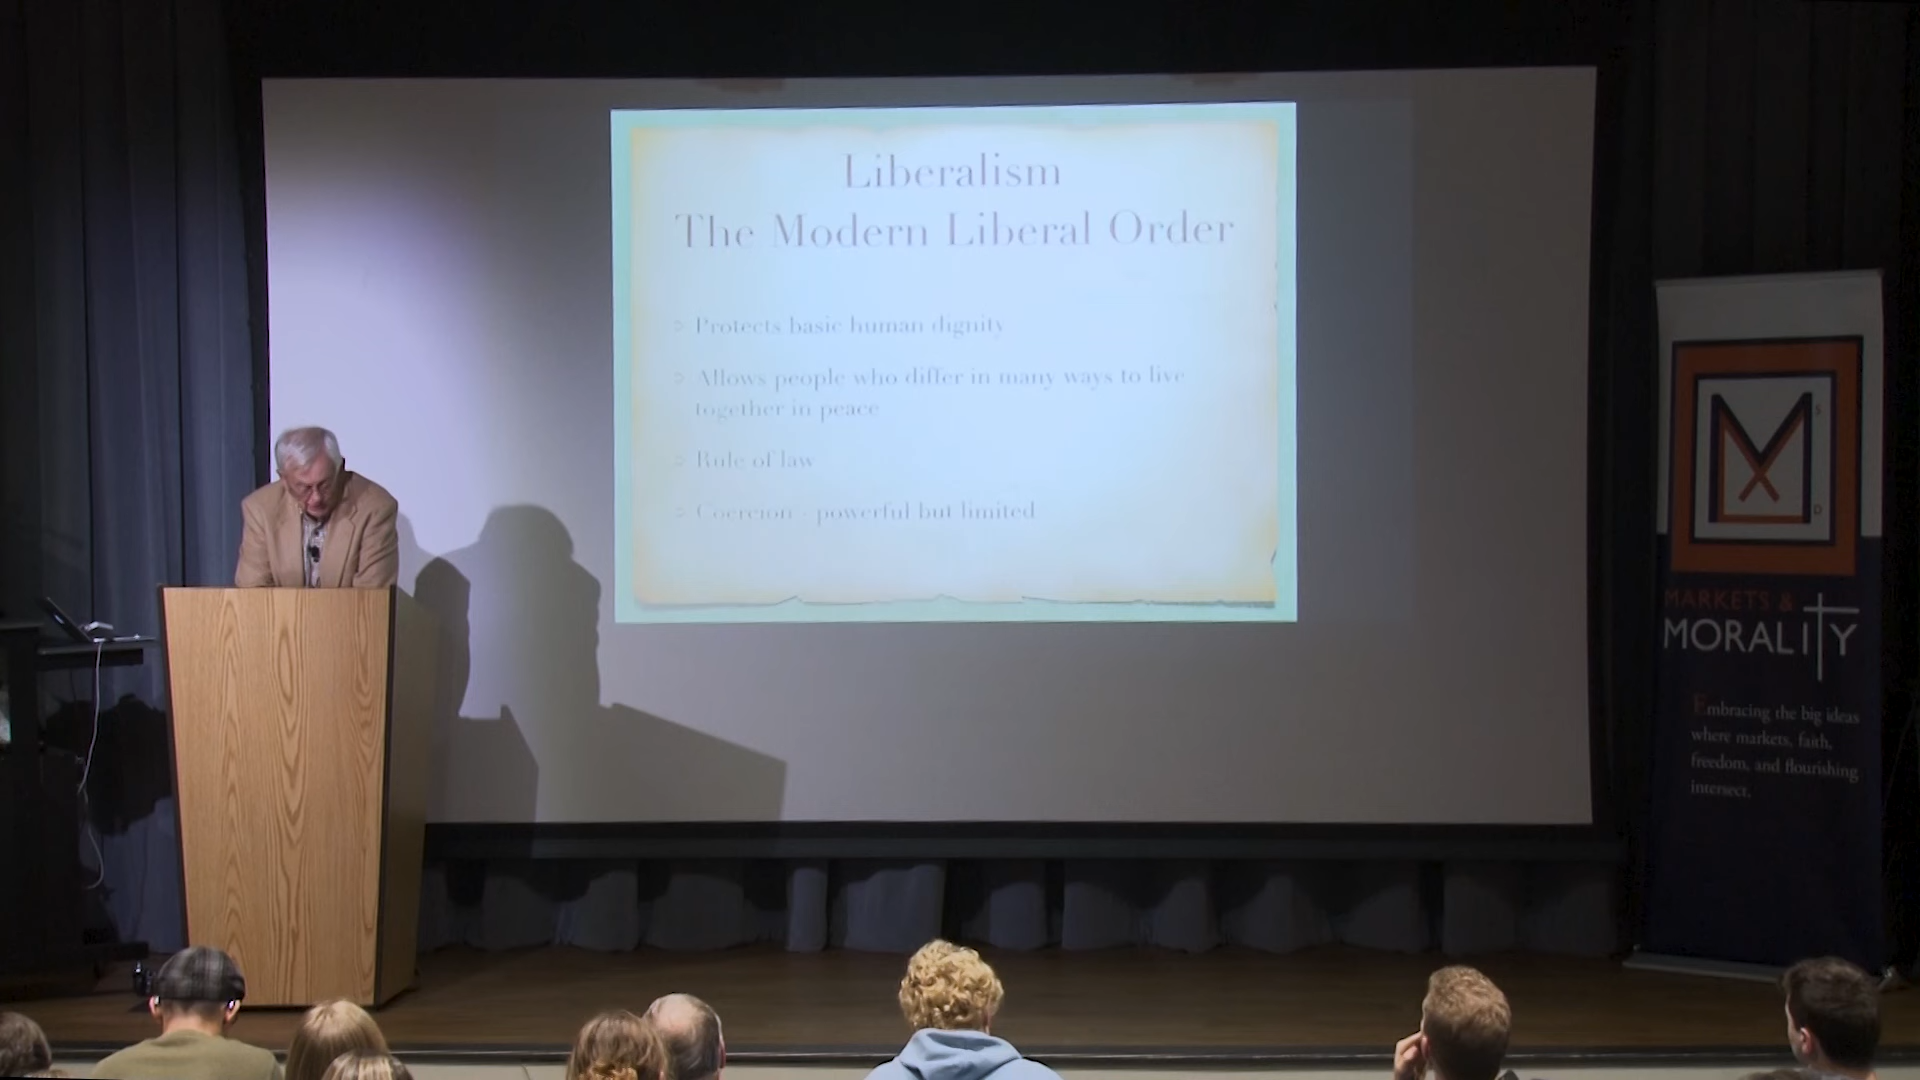 Liberalism
The Modern Liberal Order
Protects basic human dignity
Allows people who differ in many ways to live
together in peace
Rule of law
Coercion - powerful but limited
M
S
D
MARKETS &
MORALITY
Embracing the big ideas
where markets, faith,
freedom, and flourishing
intersect.